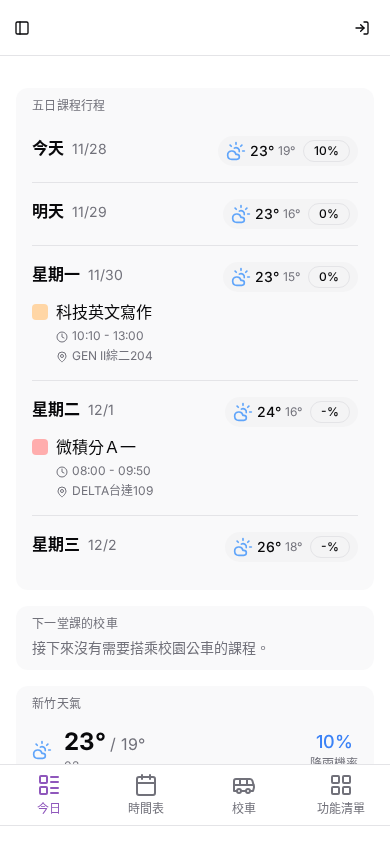 五日課程行程
今天 11/28 23° 19° 10%
明天 11/29 23° 16° 0%
星期一 11/30 23° 15° 0%
科技英文寫作
10:10 - 13:00
GEN II綜二204
星期二 12/1 24° 16° -%
微積分Ａ一
08:00 - 09:50
DELTA台達109
星期三 12/2 26° 18° -%
下一堂課的校車
接下來沒有需要搭乘校園公車的課程。
新竹天氣
23° / 19° 10%
降雨機率
今日 時間表 校車 功能清單